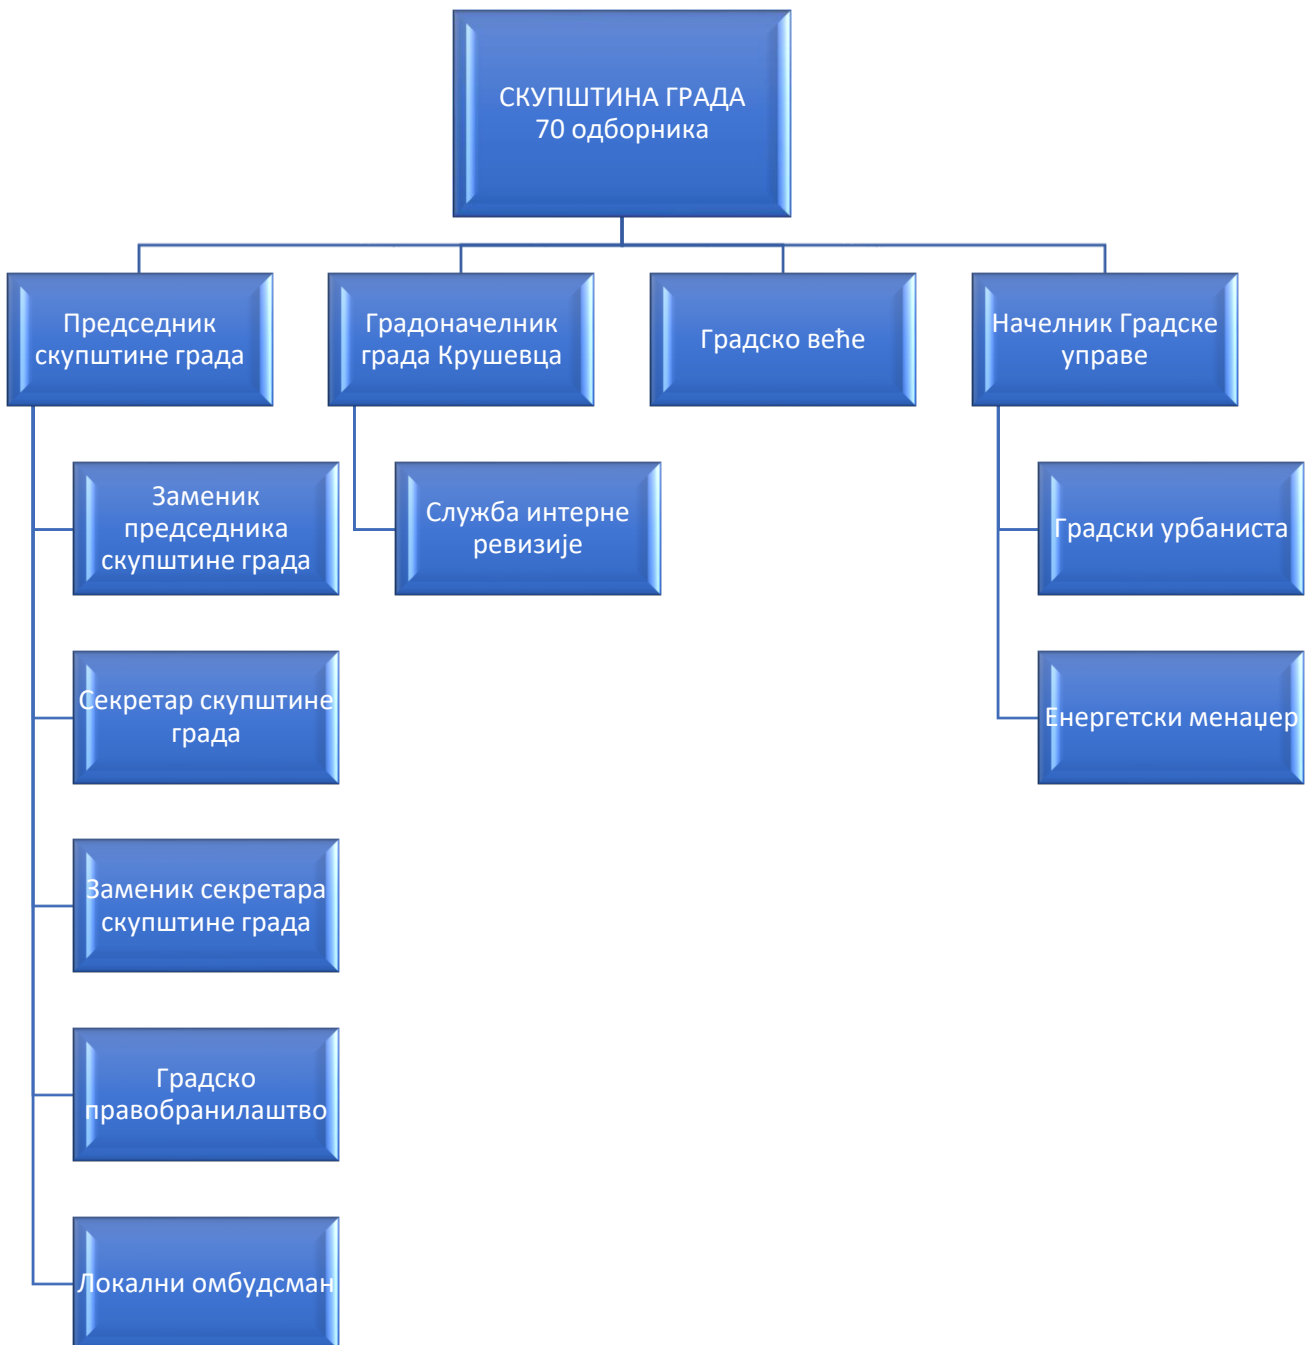 СКУПШТИНА ГРАДА
70 одборника
Председник
скупштине града
Градоначелник
града Крушевца
Градско веће
Начелник Градске
управе
Заменик
председника
скупштине града
Служба интерне
ревизије
Градски урбаниста
Секретар скупштине
града
Енергетски менаџер
Заменик секретара
скупштине града
Градско
правобранилаштво
Локални омбудсман